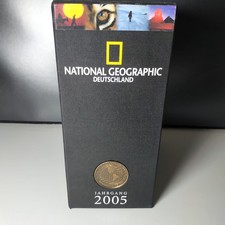 NATIONAL GEOGRAPHIC
DEUTSCHLAND
JAHRGANG
2005